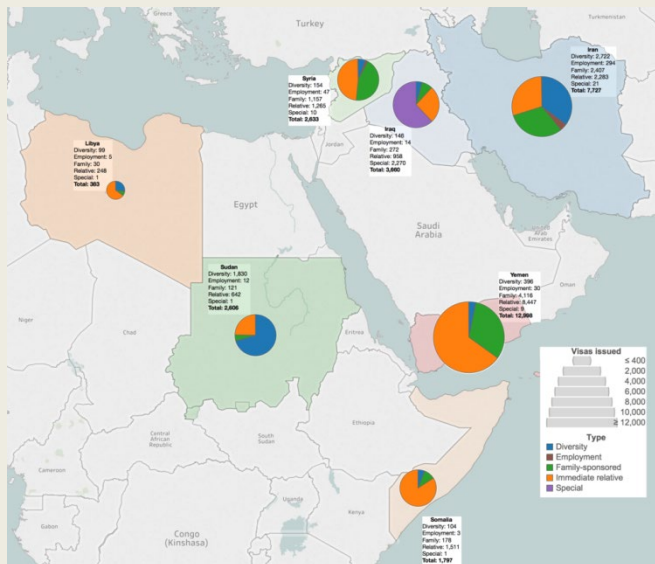 Greece
Turkey
Turkmenistan
Syria
Diversity: 154
Employment: 47
Family: 1,157
Relative: 1,265
Special: 10
Total: 2,633
Iran
Diversity: 2,722
Employment: 294
Family: 2,407
Relative: 2,283
Special: 21
Total: 7,727
Iraq
Diversity: 146
Employment: 14
Family: 272
Relative: 958
Special: 2,270
Total: 3,660
Jordan
Libya
Diversity: 99
Employment: 5
Family: 30
Relative: 248
Special: 1
Total: 383
Egypt
Saudi
Arabia
United
Arab
Emirates
Oman
Sudan
Diversity: 1,830
Employment: 12
Family: 121
Relative: 642
Special: 1
Total: 2,606
Yemen
Diversity: 396
Employment: 30
Family: 4,116
Relative: 8,447
Special: 9
Total: 12,998
Niger
Chad
Eritrea
Ethiopia
Central
African
Republic
South
Sudan
Cameroon
Uganda
Kenya
Gabon
Congo
(Kinshasa)
Somalia
Diversity: 104
Employment: 3
Family: 178
Relative: 1,511
Special: 1
Total: 1,797
Visas issued
≤ 400
2,000
4,000
6,000
8,000
10,000
≥ 12,000
Type
Diversity
Employment
Family-sponsored
Immediate relative
Special